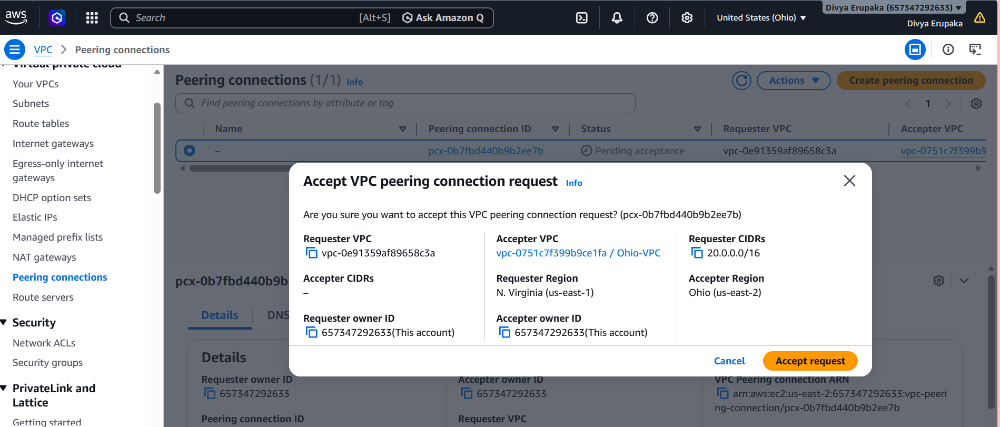 aws
Search [Alt+S] Ask Amazon Q
United States (Ohio)
Divya Erupaka (657347292633)
Divya Erupaka
VPC Peering connections
Virtual private cloud
Your VPCs
Subnets
Route tables
Internet gateways
Egress-only internet
gateways
DHCP option sets
Elastic IPs
Managed prefix lists
NAT gateways
Peering connections
Route servers
Security
Network ACLs
Security groups
PrivateLink and
Lattice
Getting started
Peering connections (1/1) Info
Actions
Create peering connection
Find peering connections by attribute or tag
1
Name Peering connection ID Status Requester VPC Accepter VPC
– pcx-0b7fbd440b9b2ee7b Pending acceptance vpc-0e91359af89658c3a vpc-0751c7f399b9
Accept VPC peering connection request Info
Are you sure you want to accept this VPC peering connection request? (pcx-0b7fbd440b9b2ee7b)
Requester VPC
vpc-0e91359af89658c3a
Accepter VPC
vpc-0751c7f399b9ce1fa / Ohio-VPC
Requester CIDRs
20.0.0.0/16
Accepter CIDRs
–
Requester Region
N. Virginia (us-east-1)
Accepter Region
Ohio (us-east-2)
Requester owner ID
657347292633(This account)
Accepter owner ID
657347292633(This account)
Cancel
Accept request
pcx-0b7fbd440b9b
Details DNS
Details
Requester owner ID
657347292633
Accepter owner ID
657347292633
VPC Peering connection ARN
arn:aws:ec2:us-east-2:657347292633:vpc-peeri
ng-connection/pcx-0b7fbd440b9b2ee7b
Peering connection ID
Requester VPC